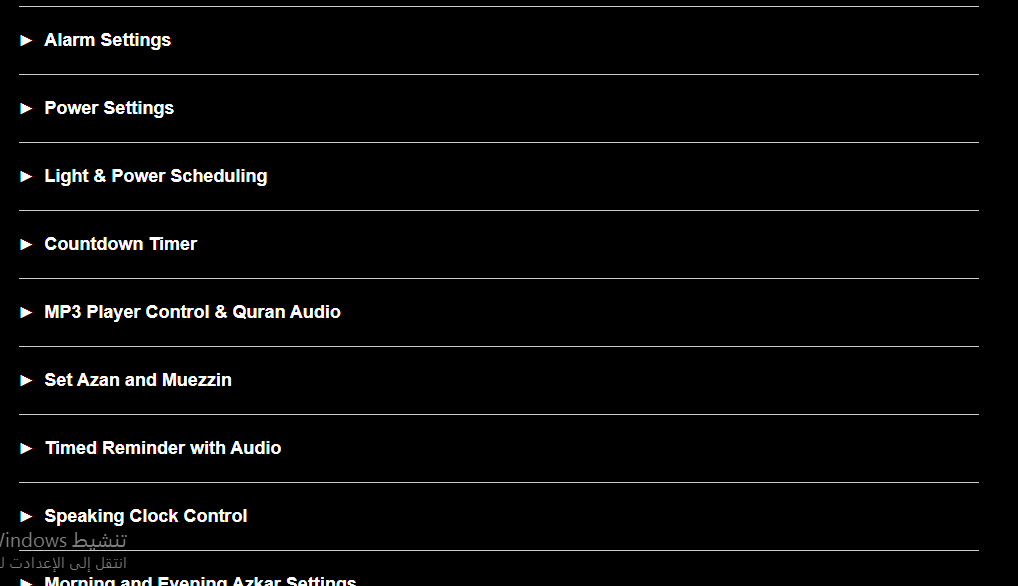 ► Alarm Settings
► Power Settings
► Light & Power Scheduling
► Countdown Timer
► MP3 Player Control & Quran Audio
► Set Azan and Muezzin
► Timed Reminder with Audio
► Speaking Clock Control
تنشيط Windows
انتقل إلى الإعدادت
► Morning and Evening Azkar Settings